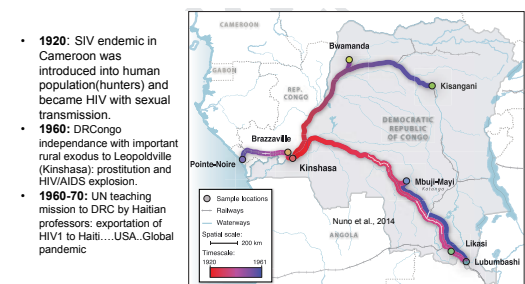 • 1920: SIV endemic in
Cameroon was
introduced into human
population(hunters) and
became HIV with sexual
transmission.
• 1960: DRCongo
independance with important
rural exodus to Leopoldville
(Kinshasa): prostitution and
HIV/AIDS explosion.
• 1960-70: UN teaching
mission to DRC by Haitian
professors: exportation of
HIV1 to Haiti....USA..Global
pandemic
CAMEROON
Bwamanda
GABON
Kisangani
REP.
CONGO
DEMOCRATIC
REPUBLIC
OF CONGO
Brazzaville
Pointe-Noire
Kinshasa
Mbuji-Mayi
Katanga
Sample locations
Railways
Waterways
Spatial scale:
200 km
Timescale:
1920 1961
Nuno et al., 2014
ANGOLA
Likasi
Lubumbashi